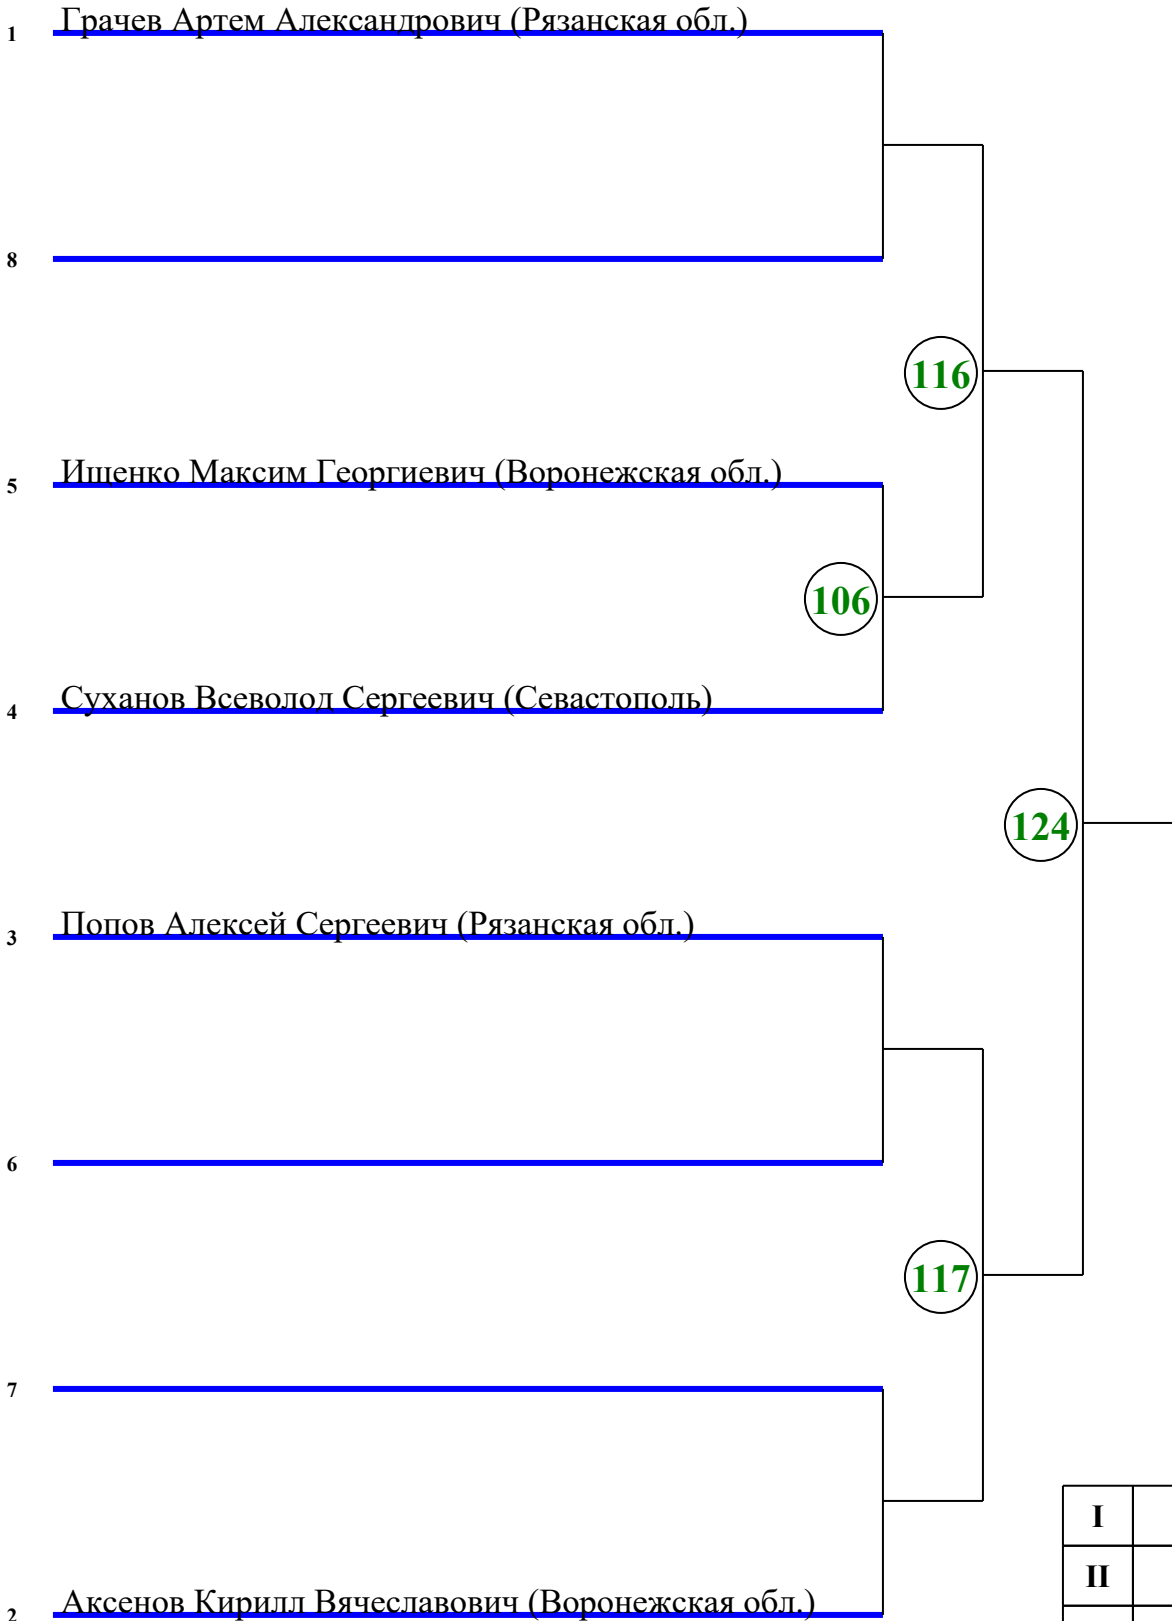 1 Грачев Артем Александрович (Рязанская обл.)
8
116
5 Ищенко Максим Георгиевич (Воронежская обл.)
106
4 Суханов Всеволод Сергеевич (Севастополь)
124
3 Попов Алексей Сергеевич (Рязанская обл.)
6
117
7
I
II
2 Аксенов Кирилл Вячеславович (Воронежская обл.)